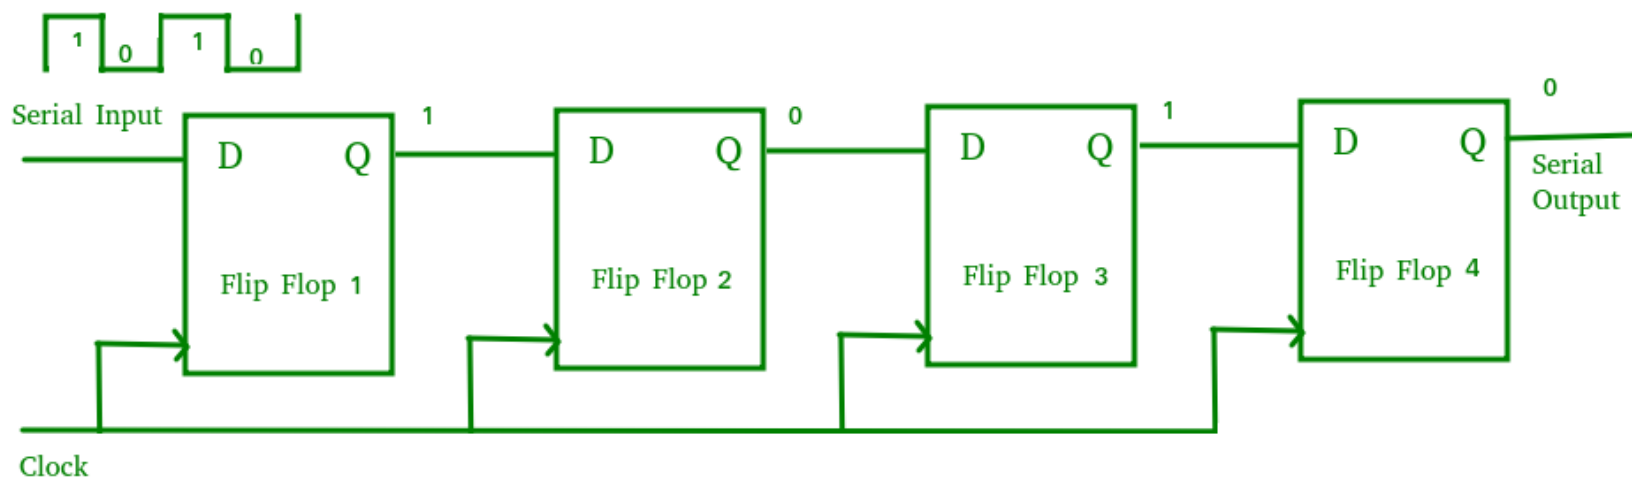 1 0 1 0
Serial Input
1
0
1
0
D Q
D Q
D Q
D Q
Serial
Output
Flip Flop 1
Flip Flop 2
Flip Flop 3
Flip Flop 4
Clock